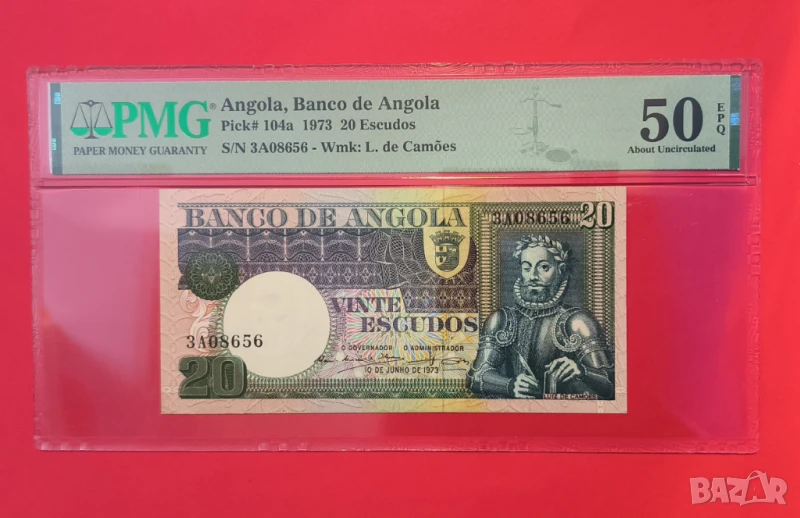 PMG®
PAPER MONEY GUARANTY
Angola, Banco de Angola
Pick# 104a 1973 20 Escudos
S/N 3A08656 - Wmk: L. de Camões
50 EPQ
About Uncirculated
BANCO DE ANGOLA
3A08656
20
VINTE
ESCUDOS
3A08656
O GOVERNADOR O ADMINISTRADOR
20
10 DE JUNHO DE 1973
LUIZ DE CAMÕES
BAZAR